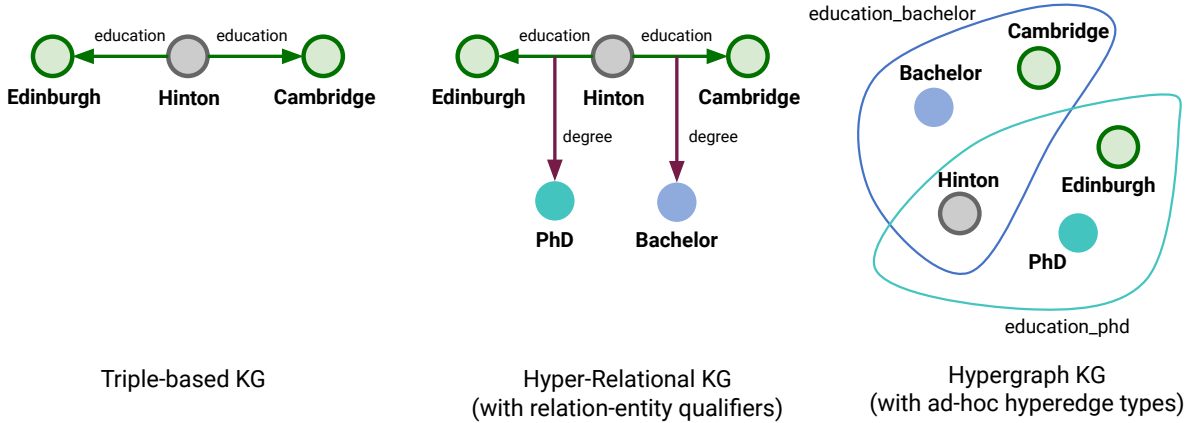 education education
Edinburgh Hinton Cambridge
Triple-based KG
education education
Edinburgh Hinton Cambridge
degree degree
PhD Bachelor
Hyper-Relational KG
(with relation-entity qualifiers)
education_bachelor
Cambridge
Bachelor
Hinton
Edinburgh
PhD
education_phd
Hypergraph KG
(with ad-hoc hyperedge types)